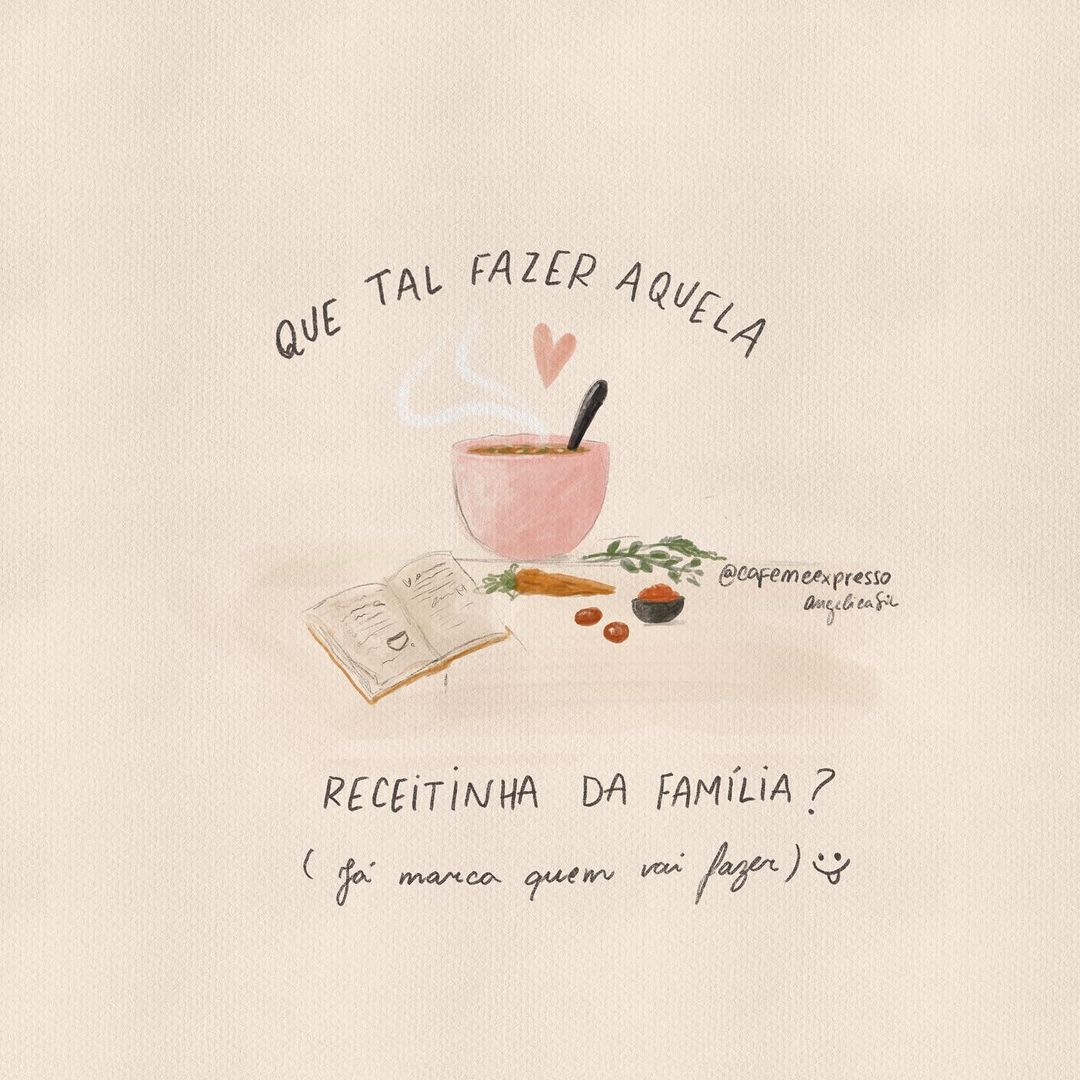 QUE TAL FAZER AQUELA
@cafemeexpresso
RECEITINHA DA FAMÍLIA?
(Já marca quem vai fazer)